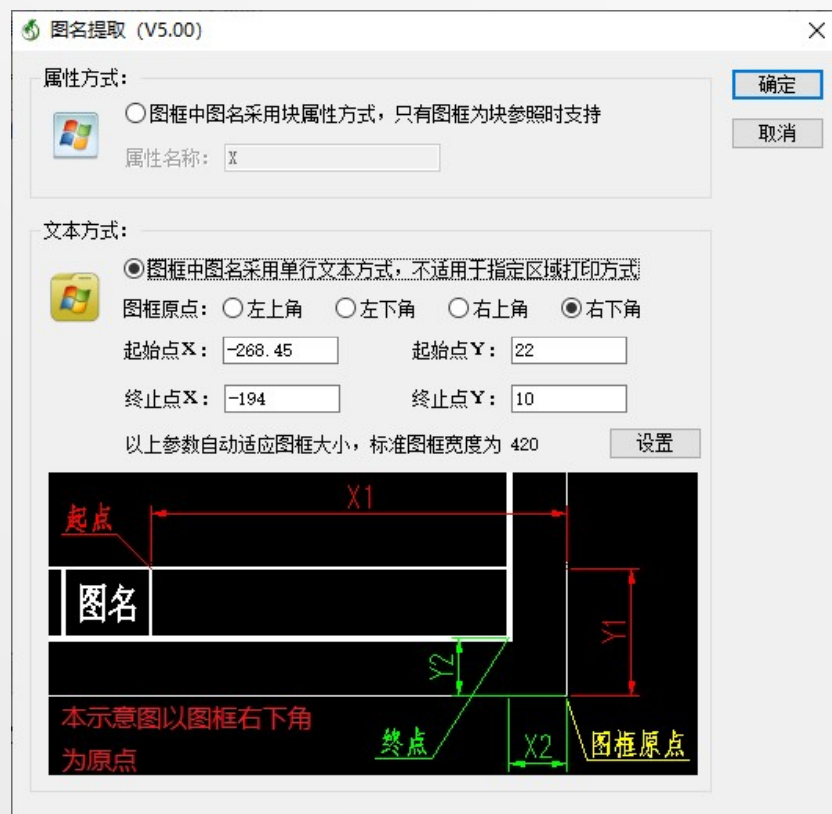 图名提取（V5.00）
属性方式：
确定
图框中图名采用块属性方式，只有图框为块参照时支持
取消
属性名称： X
文本方式：
图框中图名采用单行文本方式，不适用于指定区域打印方式
图框原点： 左上角 左下角 右上角 右下角
起始点X： -268.45 起始点Y： 22
终止点X： -194 终止点Y： 10
以上参数自动适应图框大小，标准图框宽度为 420 设置
X1
起点
图名
Y1
Y2
本示意图以图框右下角
为原点
终点
X2
图框原点